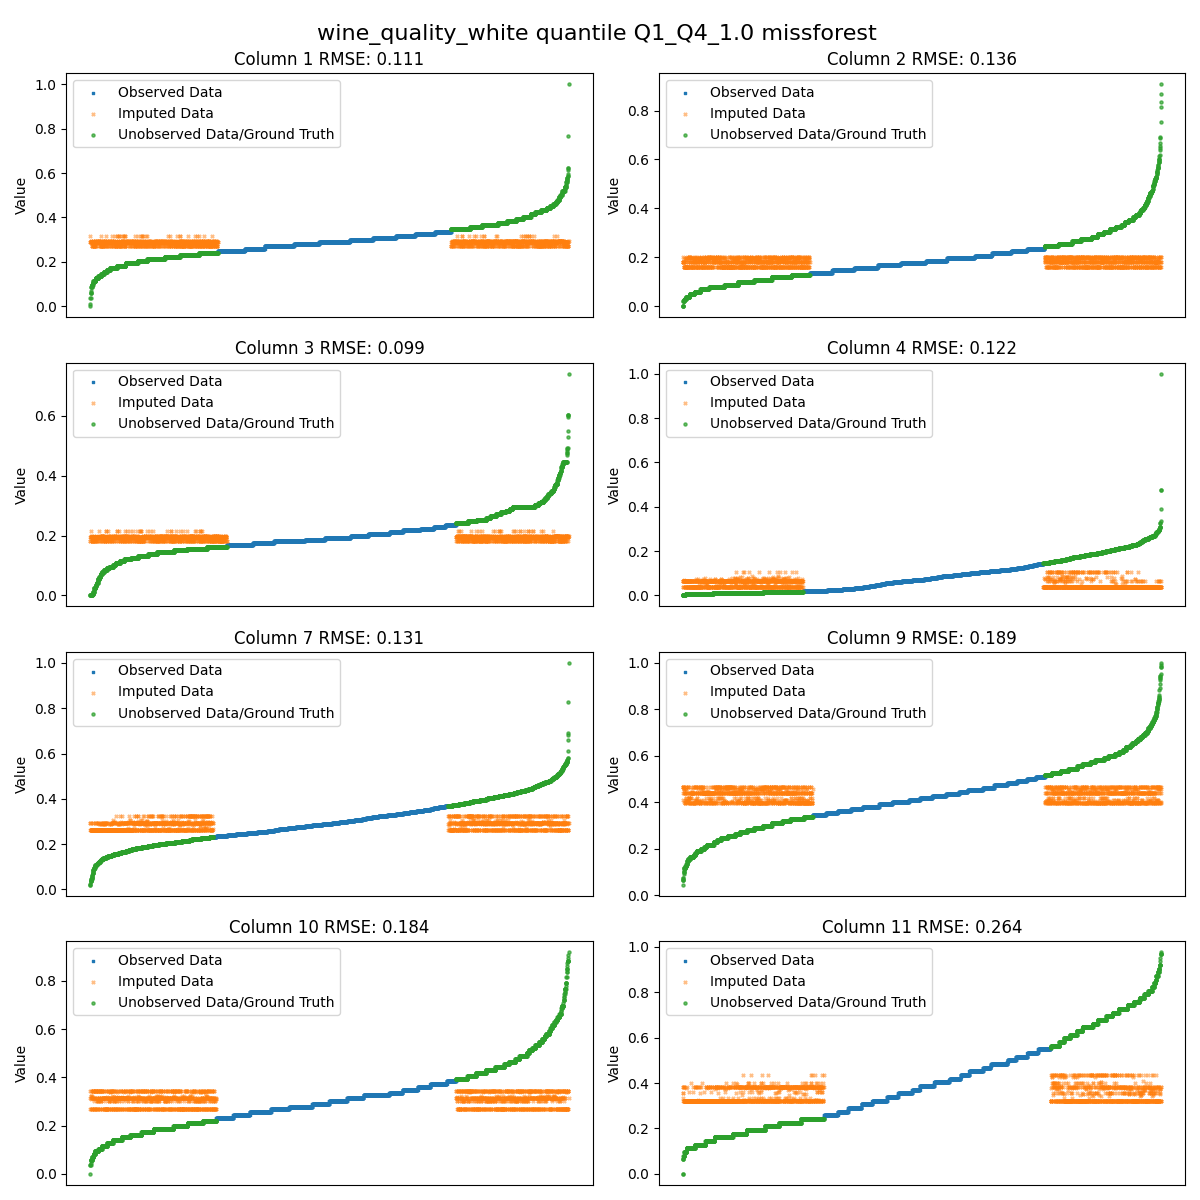 wine_quality_white quantile Q1_Q4_1.0 missforest
Column 1 RMSE: 0.111
1.0
0.8
0.6
0.4
0.2
0.0
Value
Observed Data
Imputed Data
Unobserved Data/Ground Truth
Column 2 RMSE: 0.136
0.8
0.6
0.4
0.2
0.0
Value
Observed Data
Imputed Data
Unobserved Data/Ground Truth
Column 3 RMSE: 0.099
0.6
0.4
0.2
0.0
Value
Observed Data
Imputed Data
Unobserved Data/Ground Truth
Column 4 RMSE: 0.122
1.0
0.8
0.6
0.4
0.2
0.0
Value
Observed Data
Imputed Data
Unobserved Data/Ground Truth
Column 7 RMSE: 0.131
1.0
0.8
0.6
0.4
0.2
0.0
Value
Observed Data
Imputed Data
Unobserved Data/Ground Truth
Column 9 RMSE: 0.189
1.0
0.8
0.6
0.4
0.2
0.0
Value
Observed Data
Imputed Data
Unobserved Data/Ground Truth
Column 10 RMSE: 0.184
0.8
0.6
0.4
0.2
0.0
Value
Observed Data
Imputed Data
Unobserved Data/Ground Truth
Column 11 RMSE: 0.264
1.0
0.8
0.6
0.4
0.2
0.0
Value
Observed Data
Imputed Data
Unobserved Data/Ground Truth